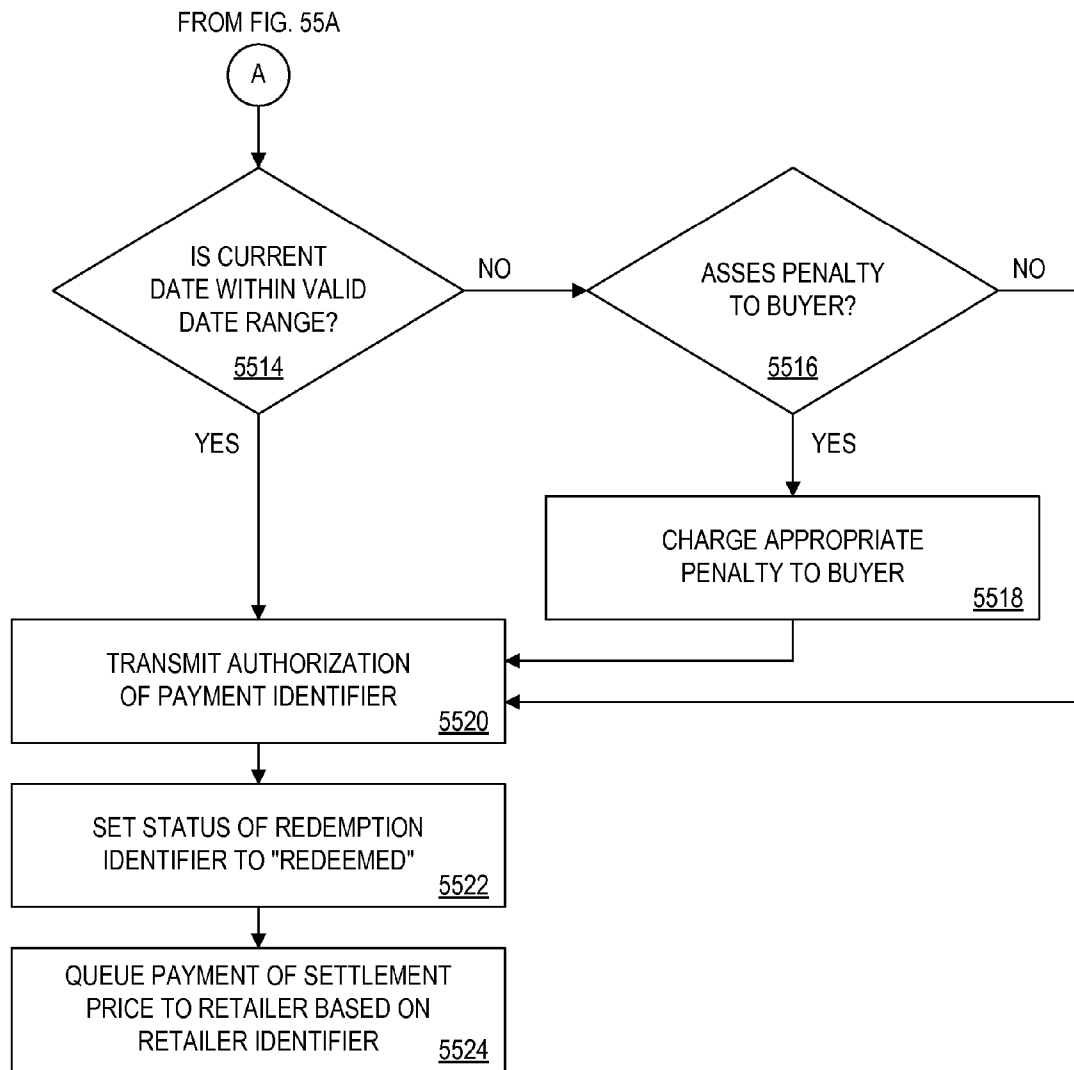 FROM FIG. 55A
A
IS CURRENT
DATE WITHIN VALID
DATE RANGE?
5514
NO
ASSES PENALTY
TO BUYER?
5516
NO
YES
YES
CHARGE APPROPRIATE
PENALTY TO BUYER
5518
TRANSMIT AUTHORIZATION
OF PAYMENT IDENTIFIER
5520
SET STATUS OF REDEMPTION
IDENTIFIER TO "REDEEMED"
5522
QUEUE PAYMENT OF SETTLEMENT
PRICE TO RETAILER BASED ON
RETAILER IDENTIFIER
5524